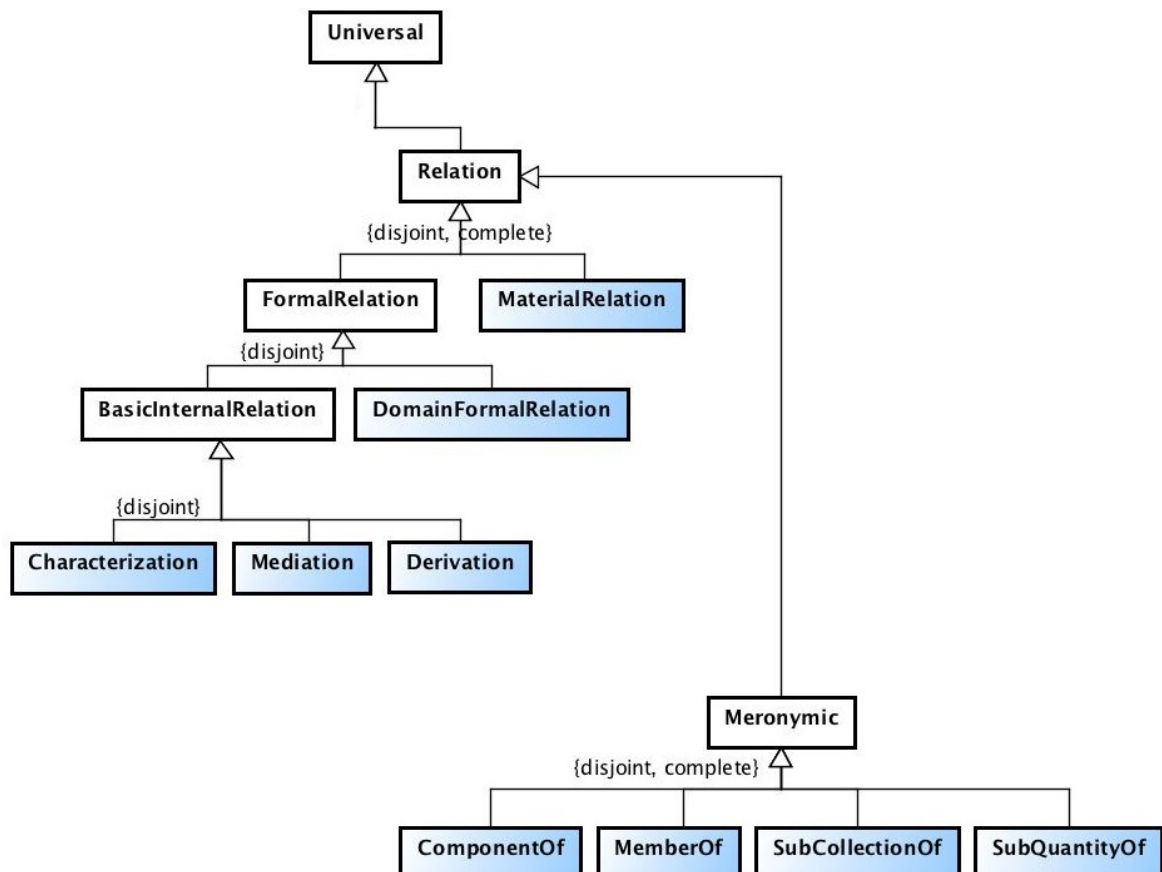 Universal
Relation
{disjoint, complete}
FormalRelation
MaterialRelation
{disjoint}
BasicInternalRelation
DomainFormalRelation
{disjoint}
Characterization
Mediation
Derivation
Meronymic
{disjoint, complete}
ComponentOf
MemberOf
SubCollectionOf
SubQuantityOf